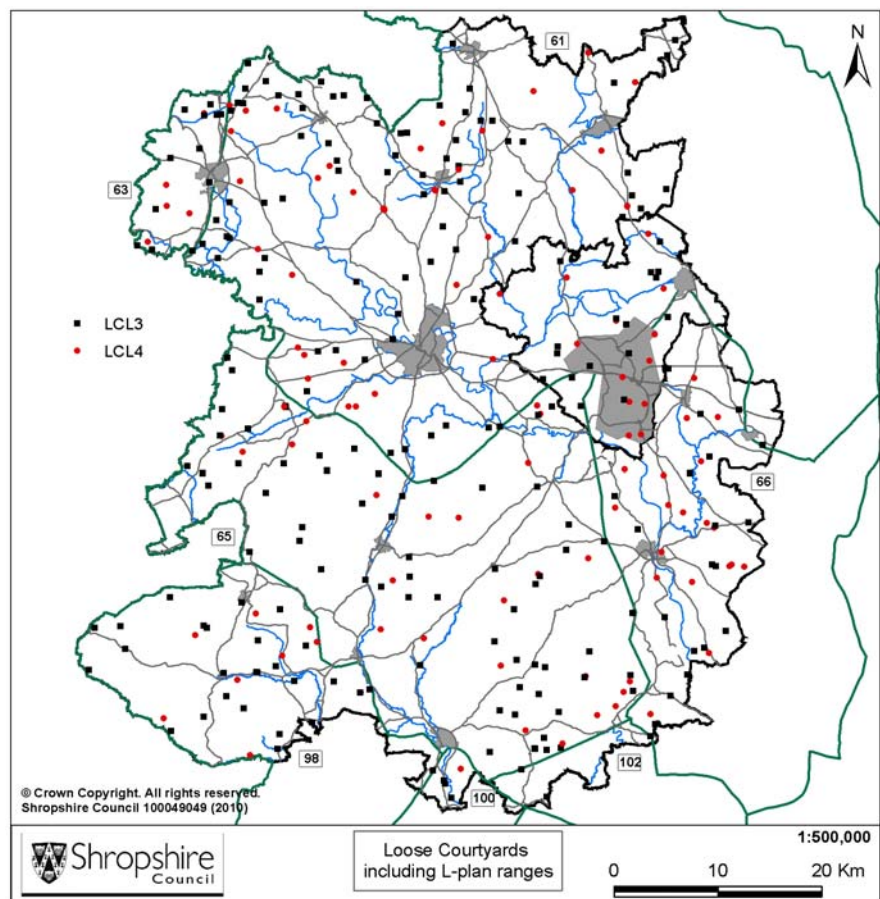 61
N
63
LCL3
LCL4
66
65
98
102
100
© Crown Copyright. All rights reserved.
Shropshire Council 100049049 (2010)
Shropshire
Council
Loose Courtyards
including L-plan ranges
1:500,000
0 10 20 Km